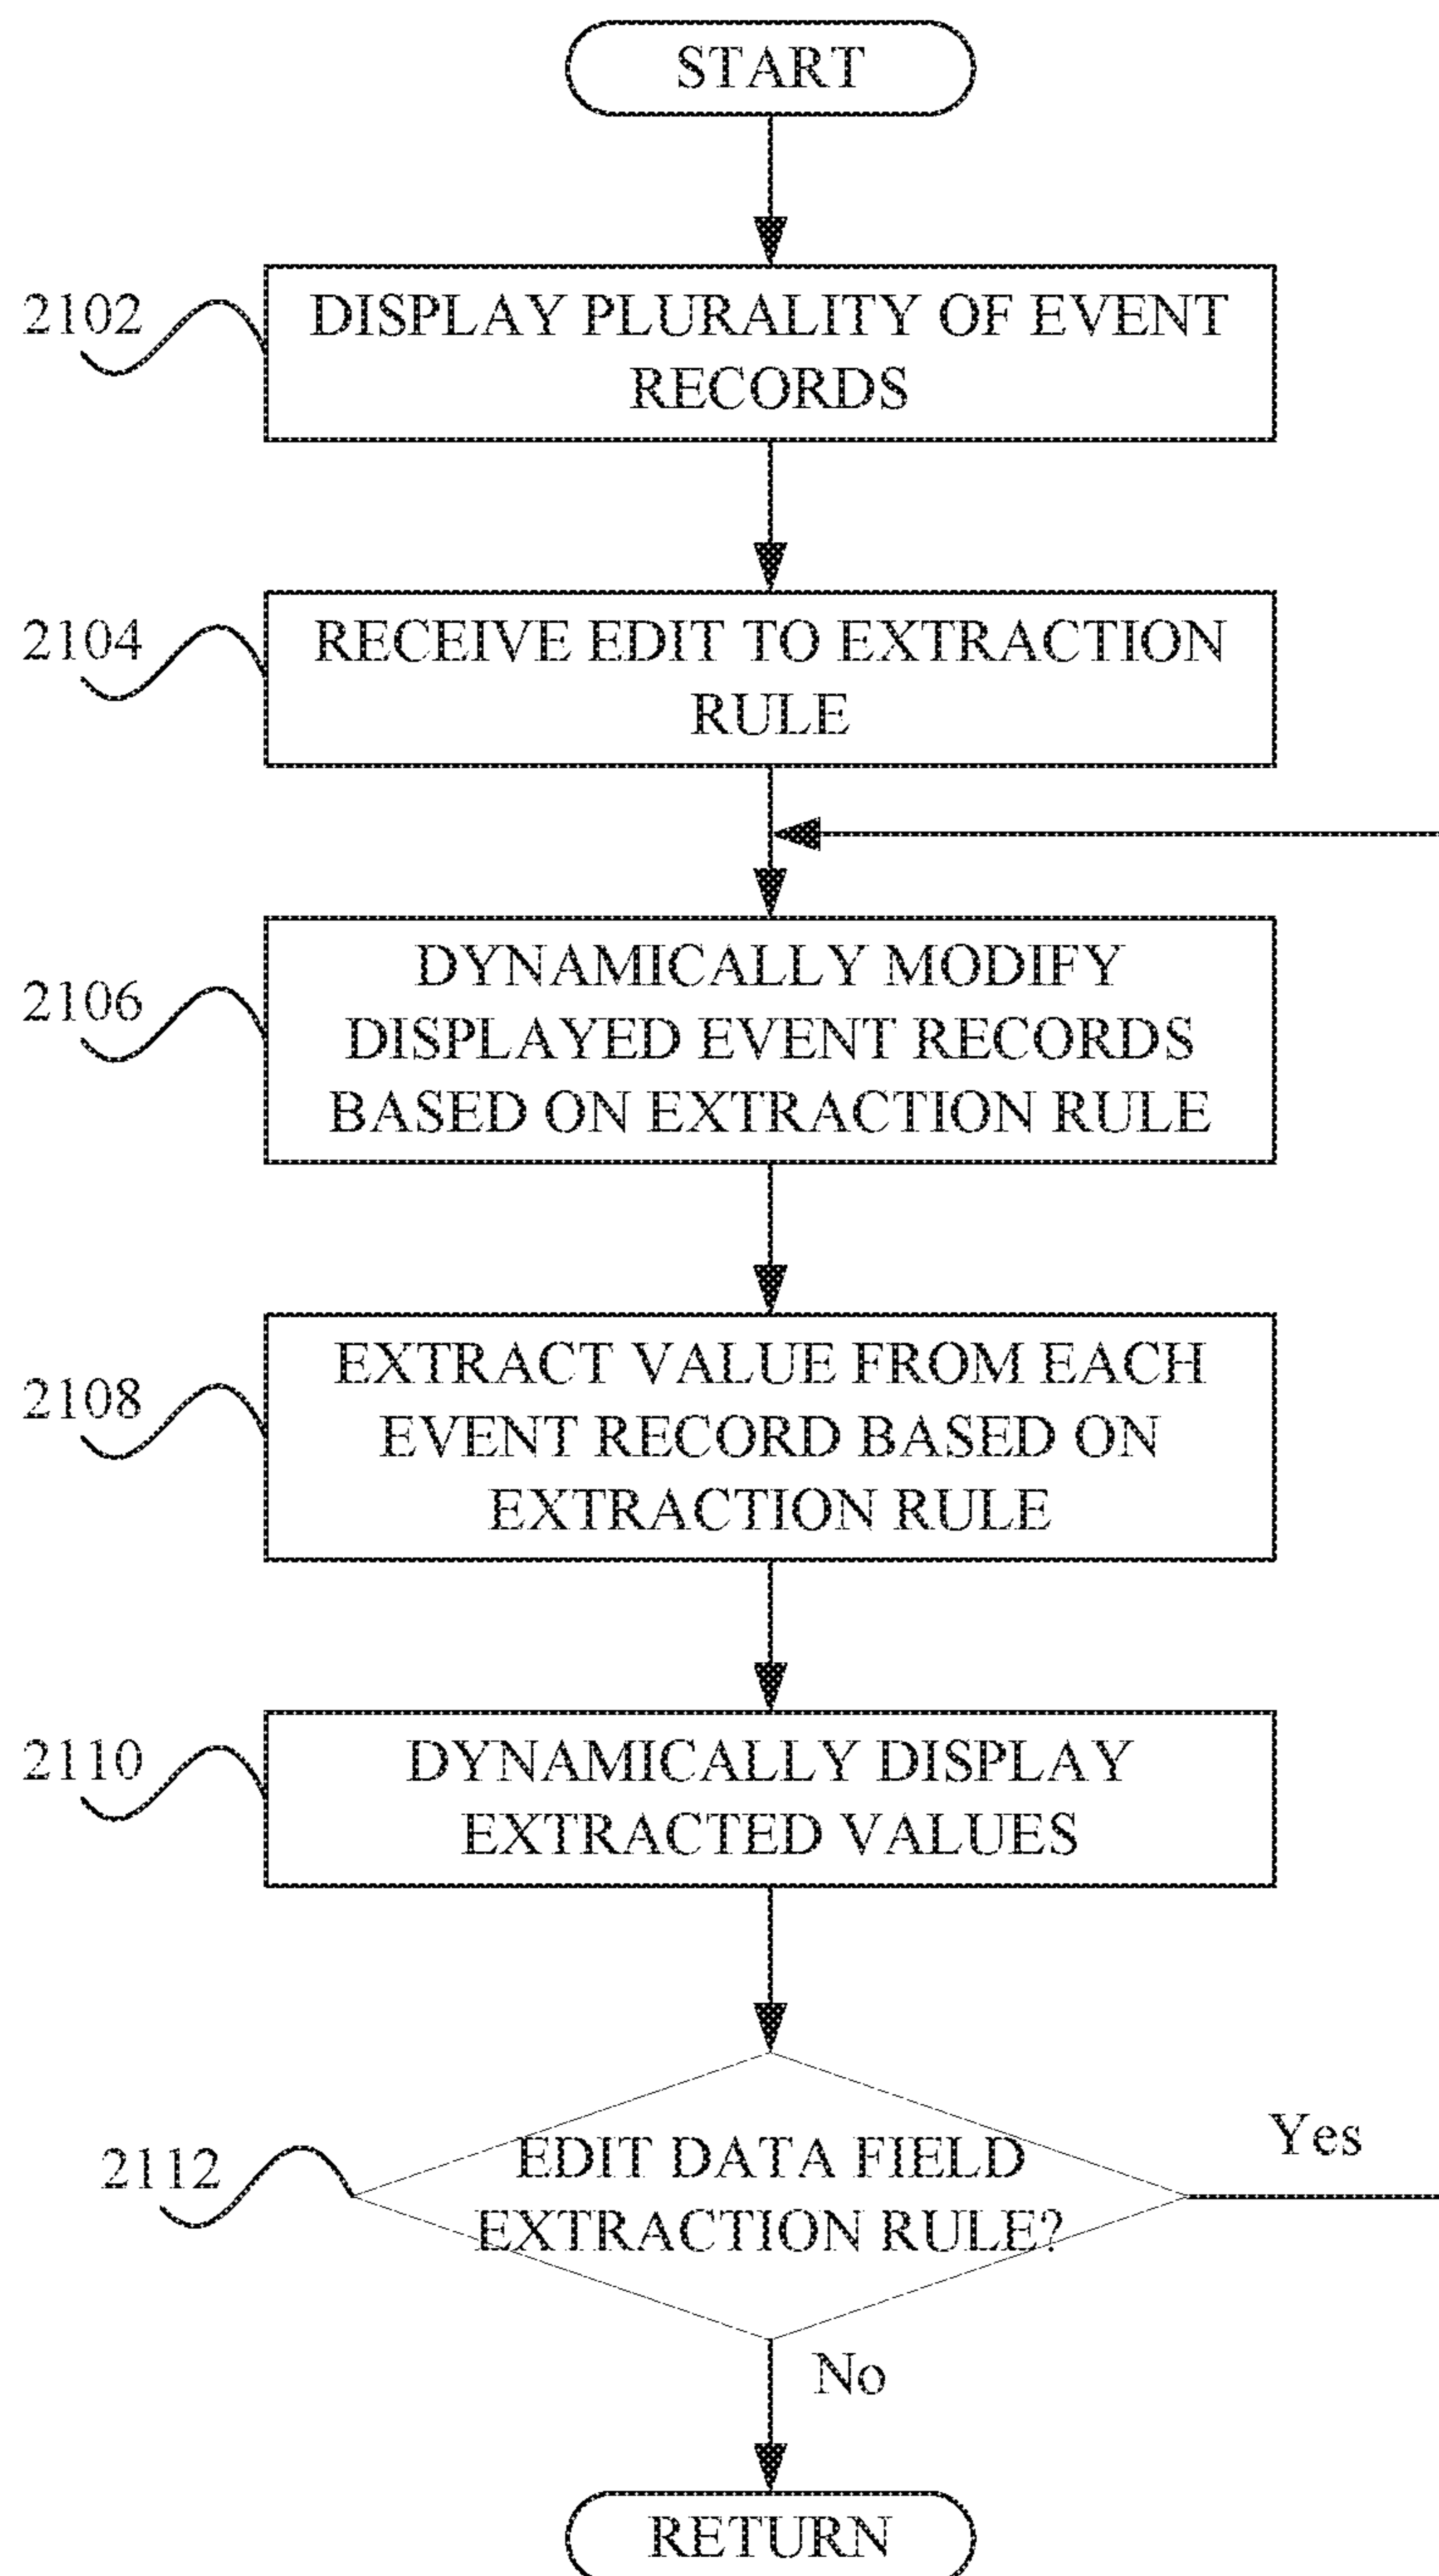 START
2102
DISPLAY PLURALITY OF EVENT
RECORDS
2104
RECEIVE EDIT TO EXTRACTION
RULE
2106
DYNAMICALLY MODIFY
DISPLAYED EVENT RECORDS
BASED ON EXTRACTION RULE
2108
EXTRACT VALUE FROM EACH
EVENT RECORD BASED ON
EXTRACTION RULE
2110
DYNAMICALLY DISPLAY
EXTRACTED VALUES
2112
EDIT DATA FIELD
EXTRACTION RULE?
Yes
No
RETURN